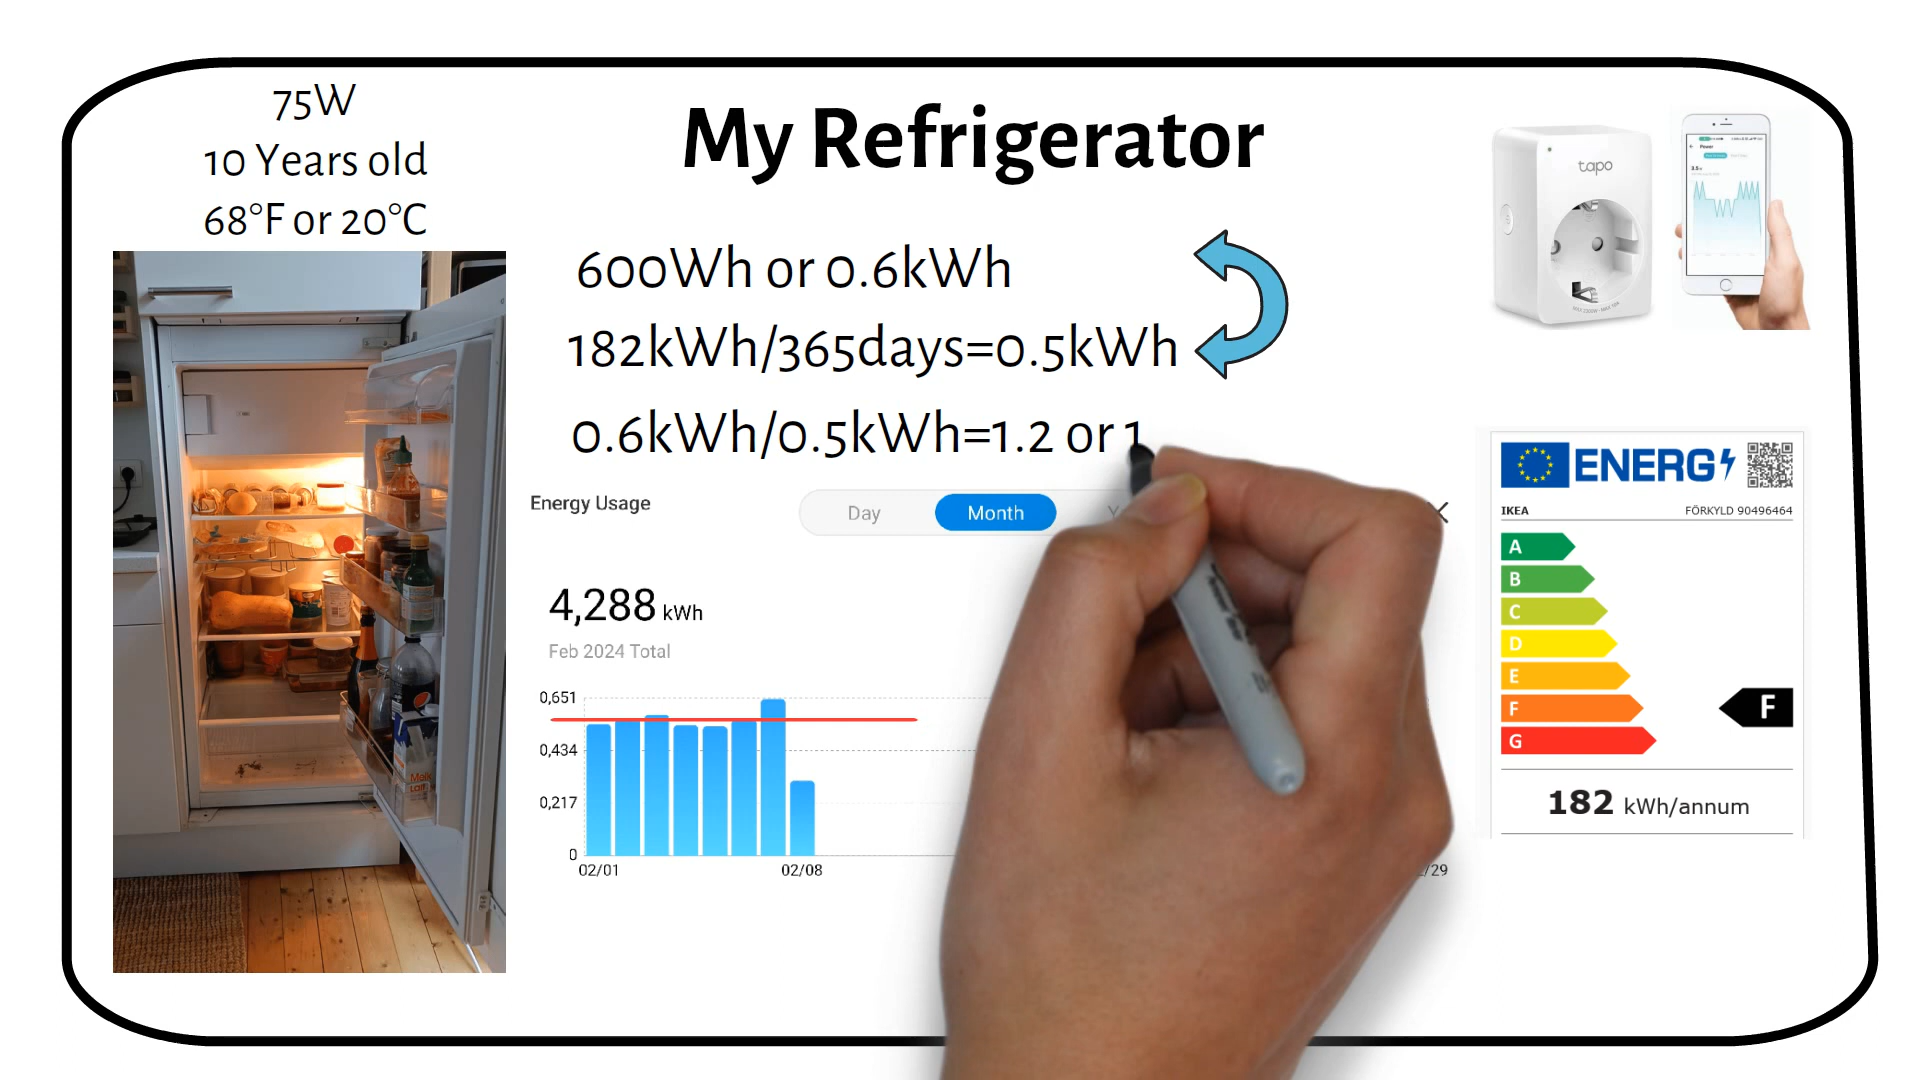 75W
10 Years old
68°F or 20°C
My Refrigerator
600Wh or 0.6kWh
182kWh/365days=0.5kWh
0.6kWh/0.5kWh=1.2 or 1
tapo
Power
Energy Usage
Day
Month
4,288 kWh
Feb 2024 Total
0,651
0,434
0,217
0
02/01
02/08
/29
ENERG
IKEA
FÖRKYLD 90496464
A
B
C
D
E
F
F
G
182 kWh/annum